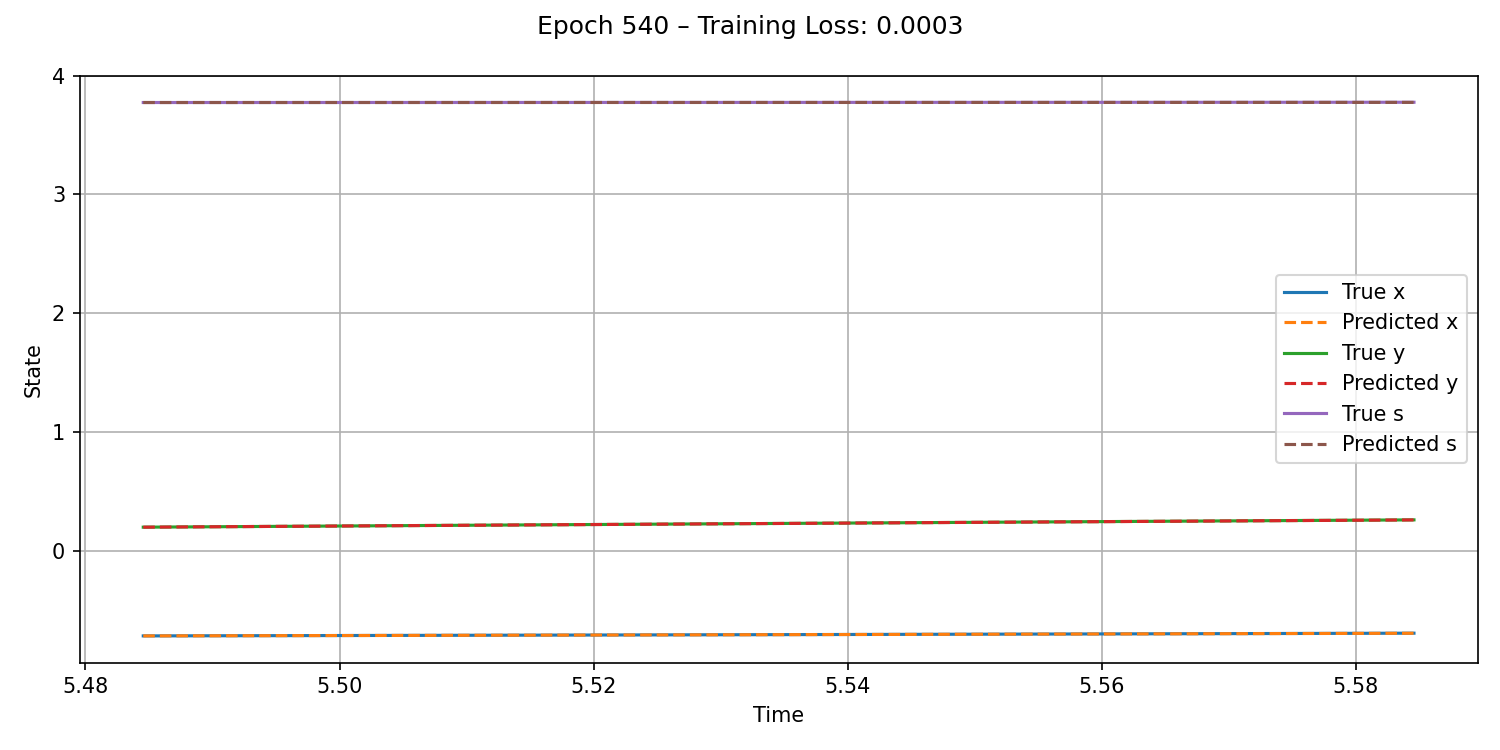 Epoch 540 – Training Loss: 0.0003
4
3
2
1
0
State
True x
Predicted x
True y
Predicted y
True s
Predicted s
5.48
5.50
5.52
5.54
5.56
5.58
Time